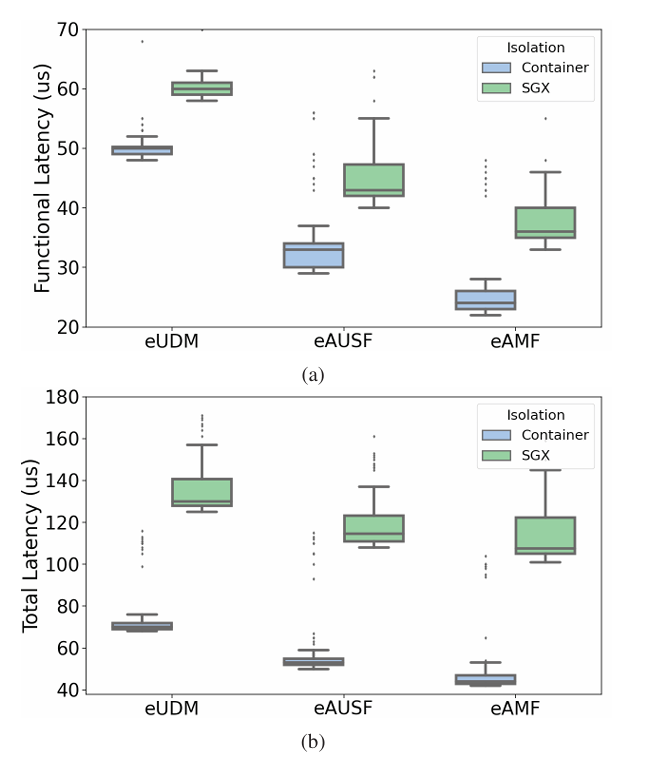 70
60
50
40
30
20
Functional Latency (us)
Isolation
Container
SGX
eUDM
eAUSF
eAMF
(a)
180
160
140
120
100
80
60
40
Total Latency (us)
Isolation
Container
SGX
eUDM
eAUSF
eAMF
(b)